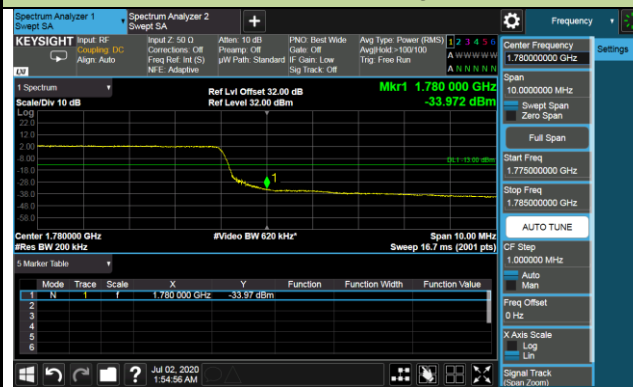 Spectrum Analyzer 1
Swept SA
Spectrum Analyzer 2
Swept SA
+
Frequency
KEYSIGHT
Input: RF
Coupling: DC
Align: Auto
Input Z: 50 Ω
Corrections: Off
Freq Ref: Int (S)
NFE: Adaptive
Atten: 10 dB
Preamp: Off
µW Path: Standard
PNO: Best Wide
Gate: Off
IF Gain: Low
Sig Track: Off
Avg Type: Power (RMS)
Avg|Hold:>100/100
Trig: Free Run
1 2 3 4 5 6
A W W W W W
A N N N N N
LXI
1 Spectrum
Scale/Div 10 dB
Log
Ref Lvl Offset 32.00 dB
Ref Level 32.00 dBm
Mkr1 1.780 000 GHz
-33.972 dBm
22.0
12.0
2.00
-8.00
-18.0
-28.0
-38.0
-48.0
-58.0
DL1 -13.00 dBm
1
Center 1.780000 GHz
#Res BW 200 kHz
#Video BW 620 kHz*
Span 10.00 MHz
Sweep 16.7 ms (2001 pts)
5 Marker Table
Mode Trace Scale X Y Function Function Width Function Value
1 N 1 f 1.780 000 GHz -33.97 dBm
2
3
4
5
6
Jul 02, 2020
1:54:56 AM
?
Center Frequency
1.780000000 GHz
Settings
Span
10.0000000 MHz
Swept Span
Zero Span
Full Span
Start Freq
1.775000000 GHz
Stop Freq
1.785000000 GHz
AUTO TUNE
CF Step
1.000000 MHz
Auto
Man
Freq Offset
0 Hz
X Axis Scale
Log
Lin
Signal Track
(Span Zoom)